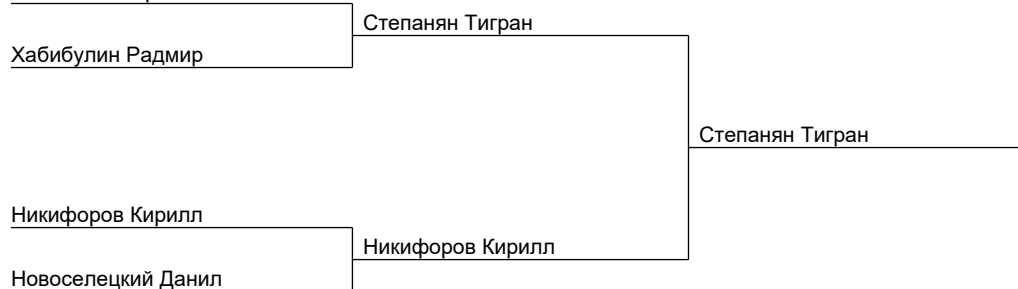 Степанян Тигран
Хабибулин Радмир
Степанян Тигран
Никифоров Кирилл
Никифоров Кирилл
Новоселецкий Данил